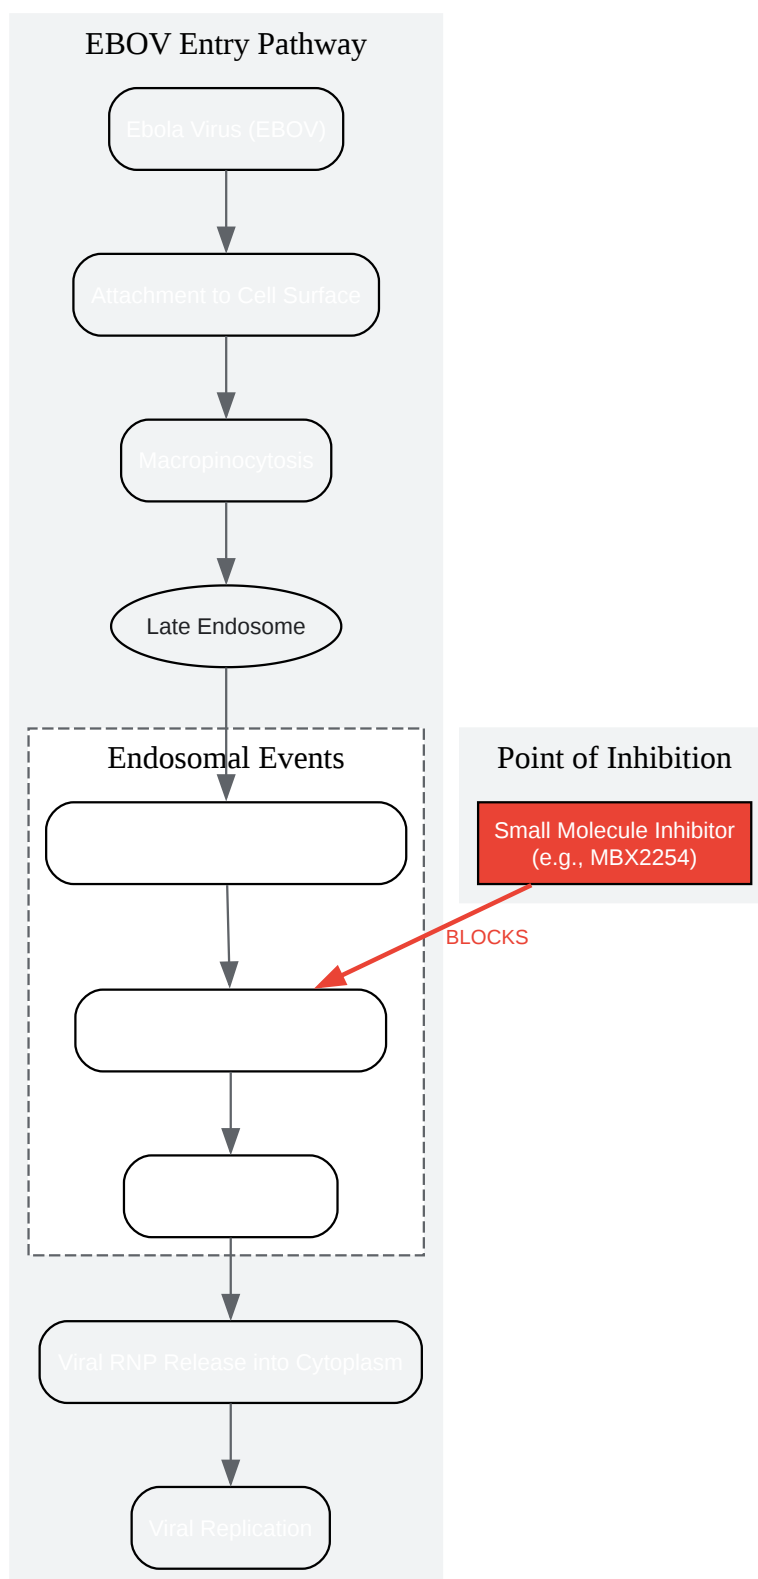 EBOV Entry Pathway
Ebola Virus (EBOV)
Attachment to Cell Surface
Macropinocytosis
Late Endosome
Endosomal Events
Point of Inhibition
Small Molecule Inhibitor
(e.g., MBX2254)
BLOCKS
Viral RNP Release into Cytoplasm
Viral Replication